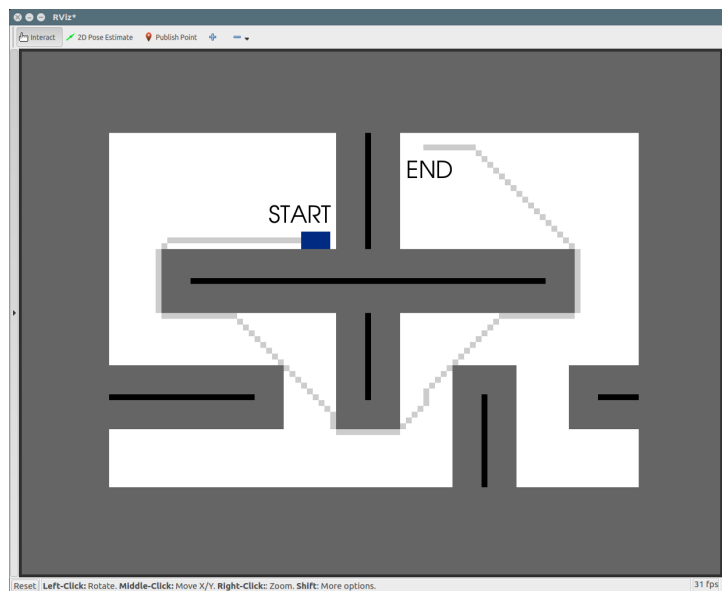 RViz*
Interact 2D Pose Estimate Publish Point
END
START
Reset Left-Click: Rotate. Middle-Click: Move X/Y. Right-Click:: Zoom. Shift: More options. 31 fps